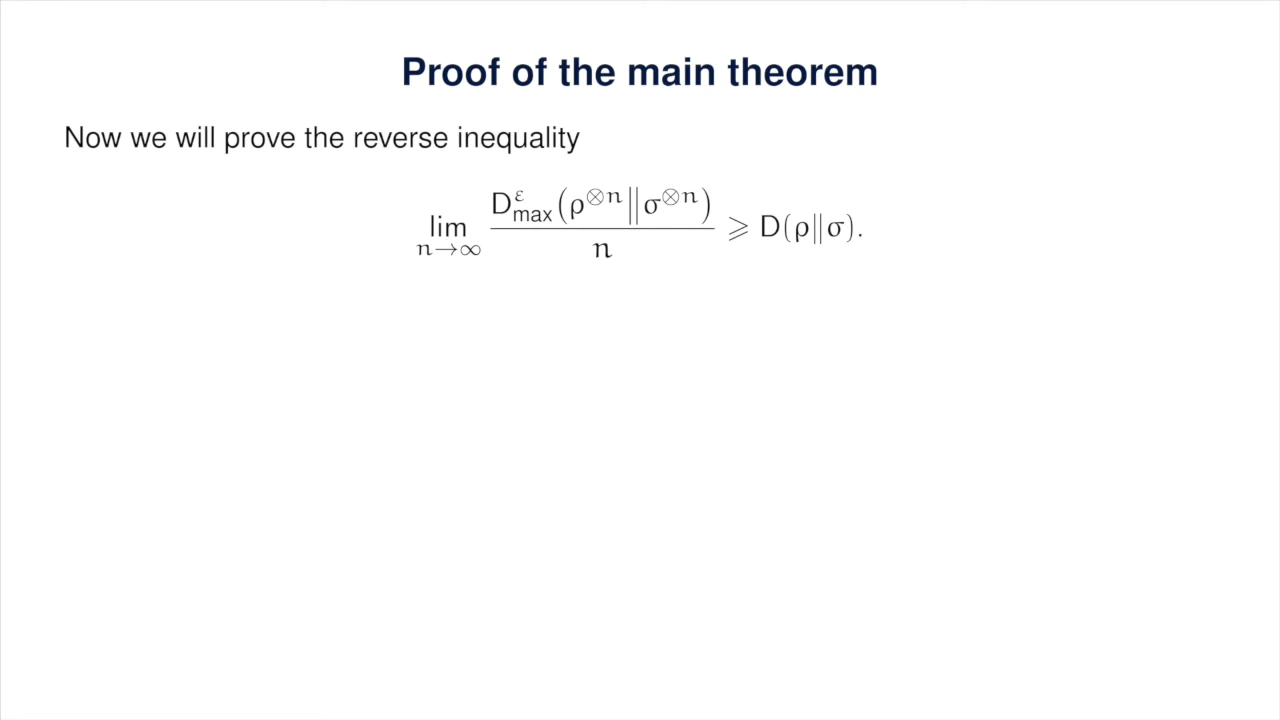 Proof of the main theorem
Now we will prove the reverse inequality
lim_{n→∞} D^ε_max(ρ^{⊗n}‖σ^{⊗n}) / n ⩾ D(ρ‖σ).